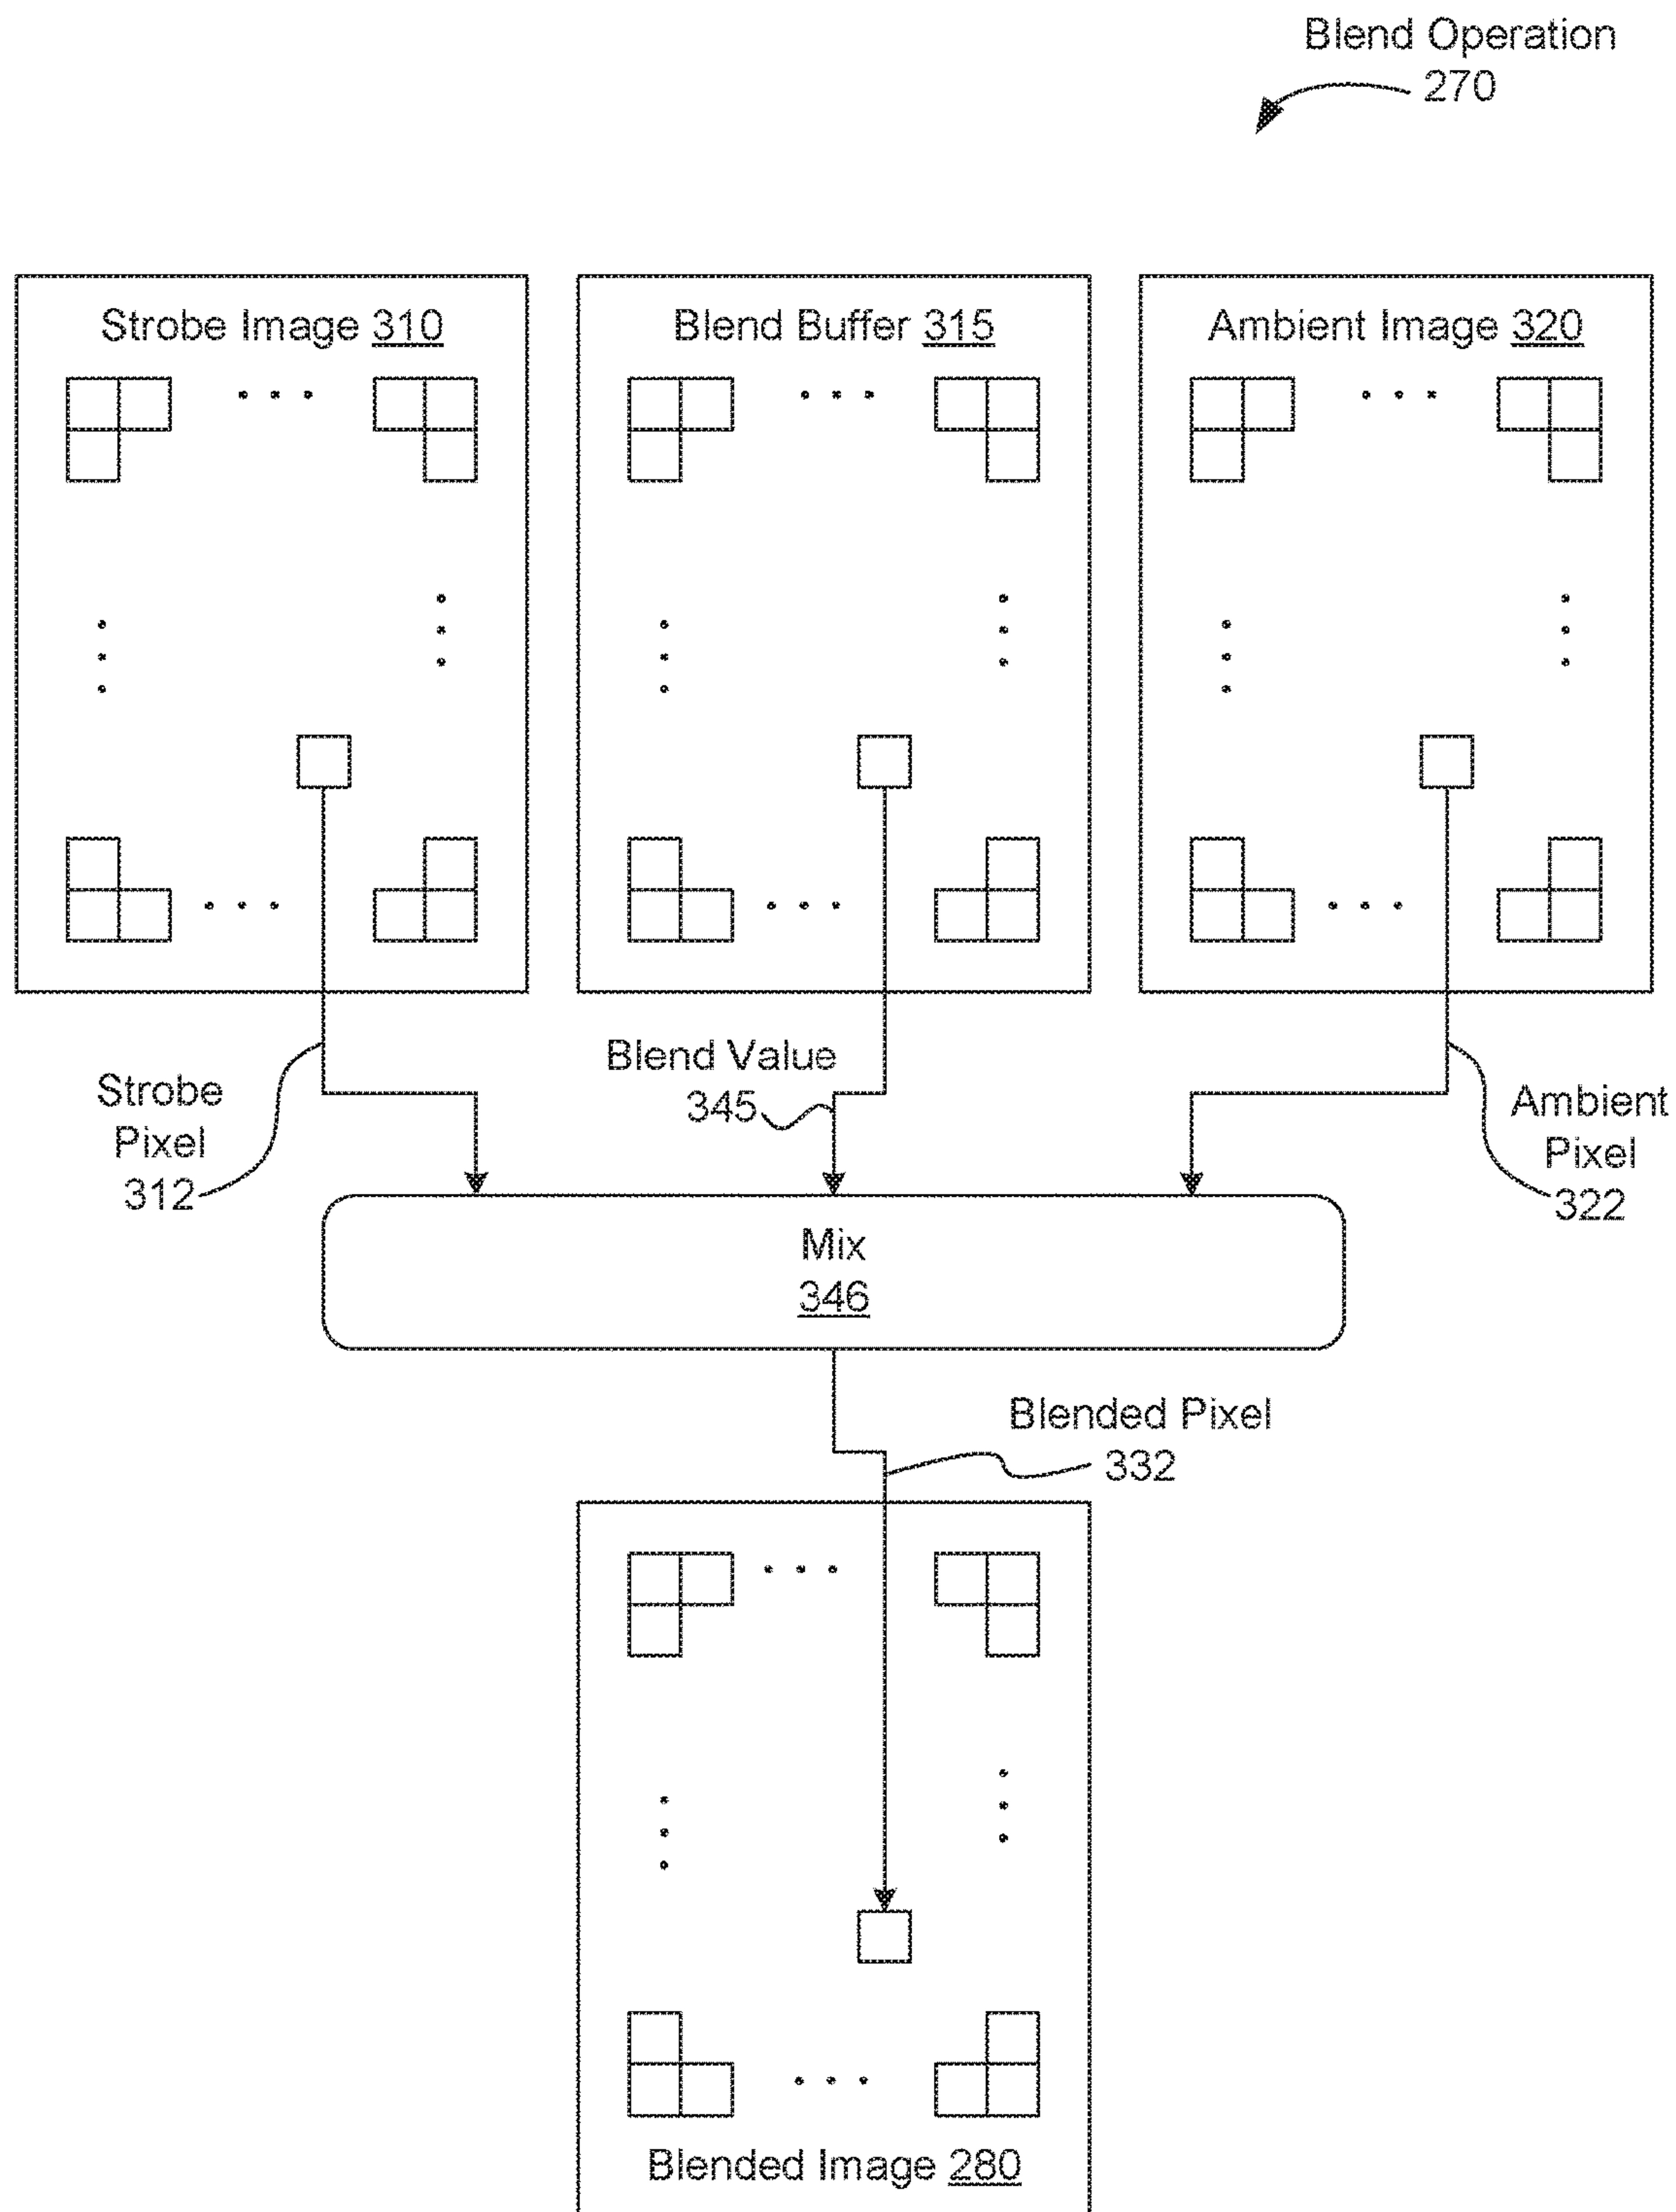 Blend Operation
270
Strobe Image 310
Blend Buffer 315
Ambient Image 320
Strobe
Pixel
312
Blend Value
345
Ambient
Pixel
322
Mix
346
Blended Pixel
332
Blended Image 280